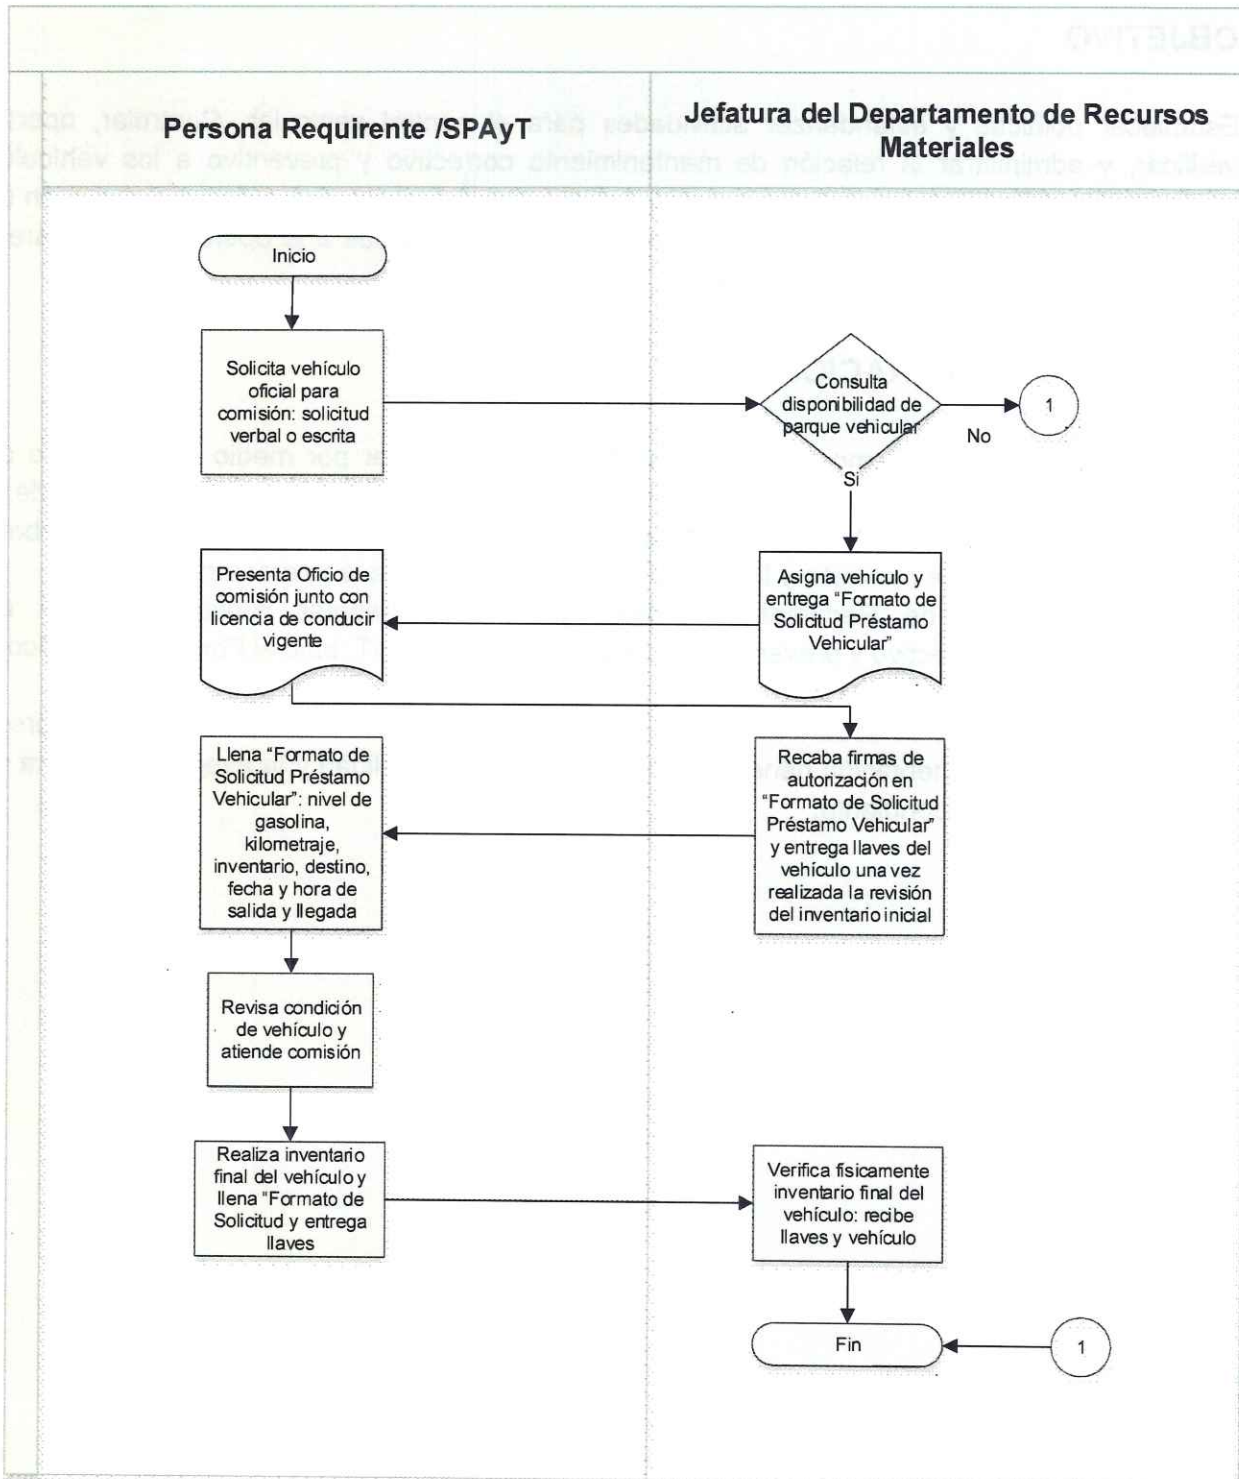 Persona Requirente /SPAyT
Jefatura del Departamento de Recursos
Materiales
Inicio
Solicita vehículo
oficial para
comisión: solicitud
verbal o escrita
Consulta
disponibilidad de
parque vehicular
No
1
Si
Asigna vehículo y
entrega “Formato de
Solicitud Préstamo
Vehicular”
Presenta Oficio de
comisión junto con
licencia de conducir
vigente
Recaba firmas de
autorización en
“Formato de Solicitud
Préstamo Vehicular”
y entrega llaves del
vehículo una vez
realizada la revisión
del inventario inicial
Llena “Formato de
Solicitud Préstamo
Vehicular”: nivel de
gasolina,
kilometraje,
inventario, destino,
fecha y hora de
salida y llegada
Revisa condición
de vehículo y
atiende comisión
Realiza inventario
final del vehículo y
llena “Formato de
Solicitud y entrega
llaves
Verifica fisicamente
inventario final del
vehículo: recibe
llaves y vehículo
Fin
1